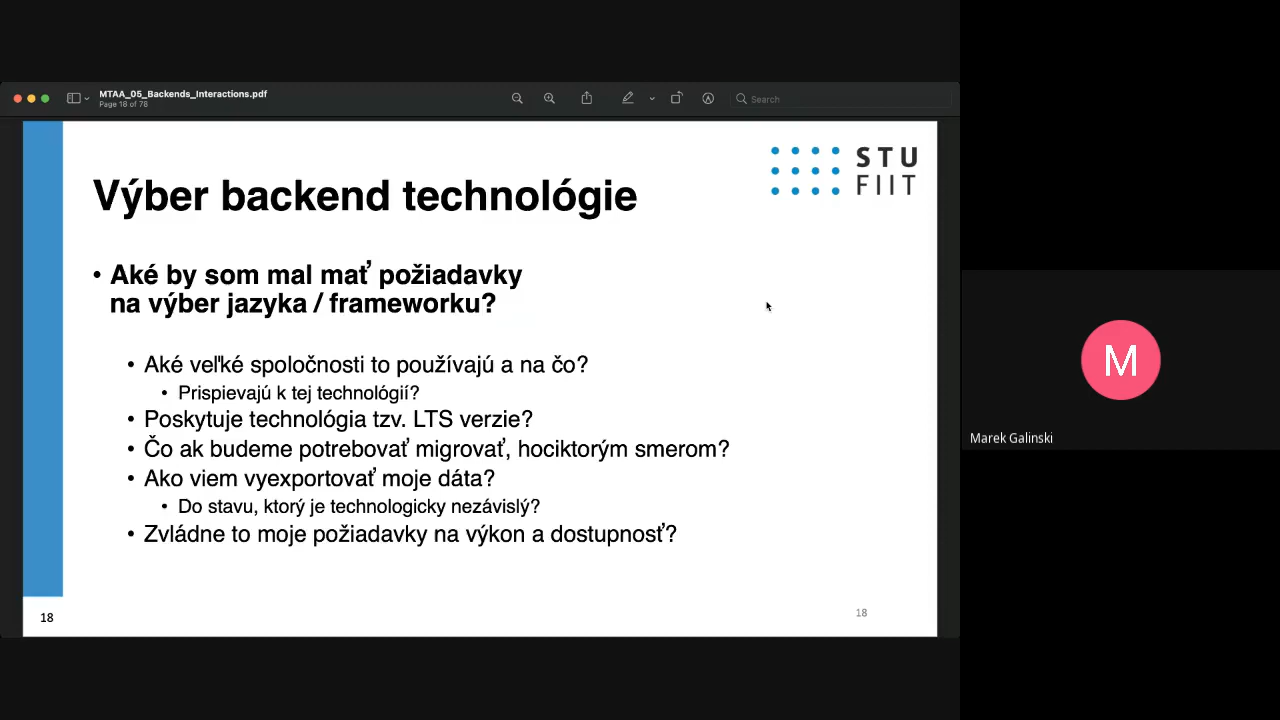 MTAA_05_Backends_Interactions.pdf
Page 18 of 78
Search
STU
FIIT
Výber backend technológie
• Aké by som mal mať požiadavky
na výber jazyka / frameworku?
• Aké veľké spoločnosti to používajú a na čo?
• Prispievajú k tej technológií?
• Poskytuje technológia tzv. LTS verzie?
• Čo ak budeme potrebovať migrovať, hociktorým smerom?
• Ako viem vyexportovať moje dáta?
• Do stavu, ktorý je technologicky nezávislý?
• Zvládne to moje požiadavky na výkon a dostupnosť?
18
18
M
Marek Galinski